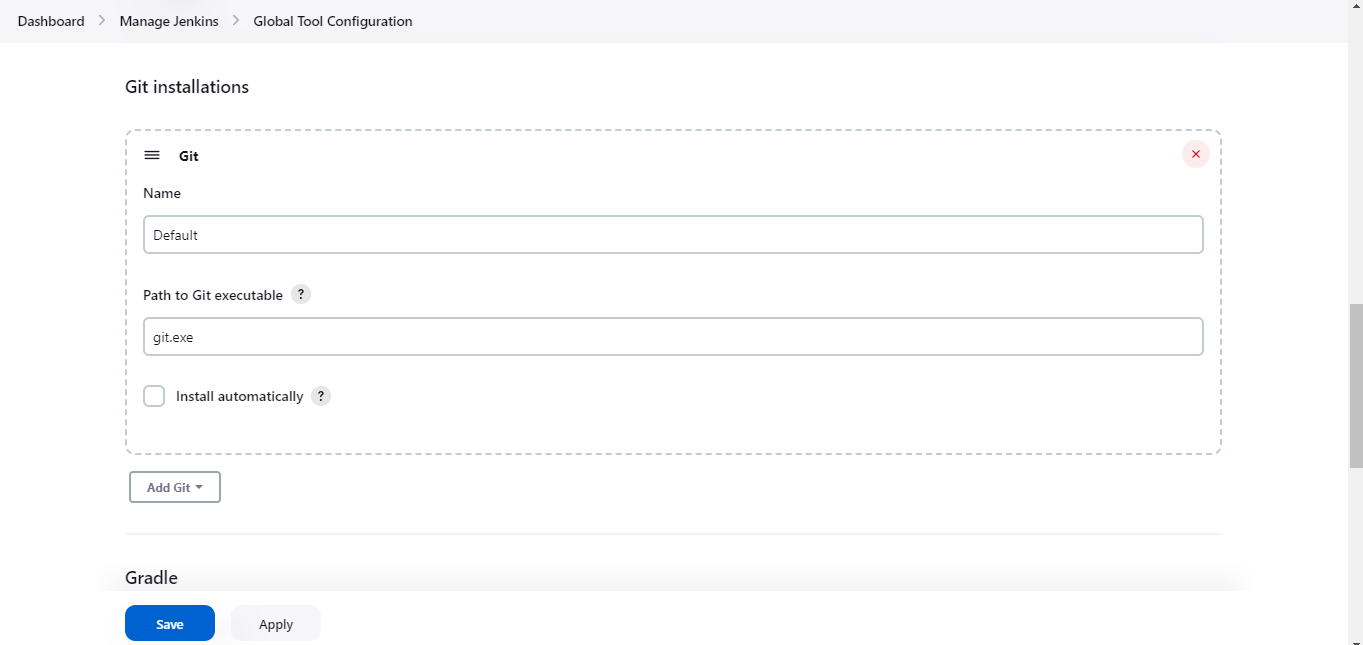 Dashboard > Manage Jenkins > Global Tool Configuration
Git installations
Git
Name
Default
Path to Git executable ?
git.exe
Install automatically ?
Add Git
Gradle
Save Apply